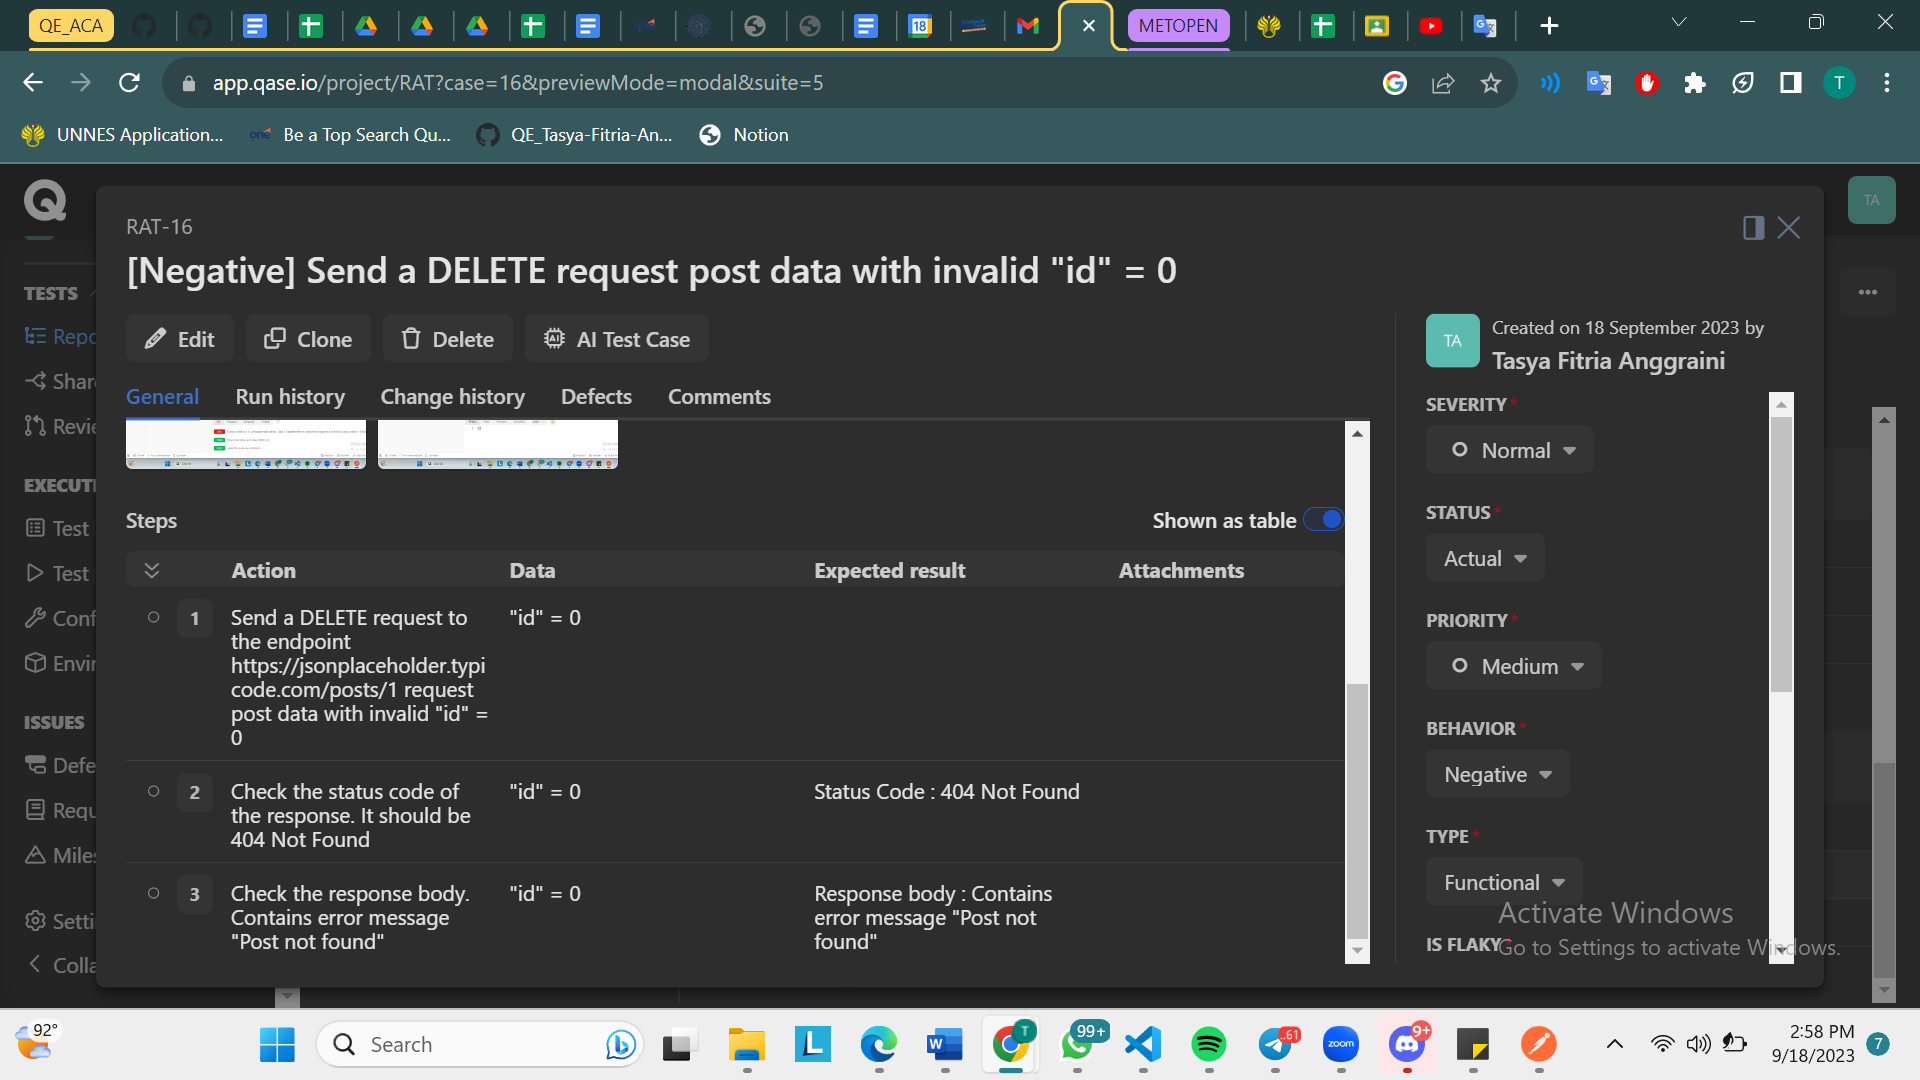 QE_ACA
METOPEN
app.qase.io/project/RAT?case=16&previewMode=modal&suite=5
T
UNNES Application...
Be a Top Search Qu...
QE_Tasya-Fitria-An...
Notion
TA
RAT-16
[Negative] Send a DELETE request post data with invalid "id" = 0
Edit
Clone
Delete
AI Test Case
General
Run history
Change history
Defects
Comments
TA
Created on 18 September 2023 by
Tasya Fitria Anggraini
TESTS
Repo
Shar
Revie
EXECUTI
Test
Test
Conf
Envir
ISSUES
Defe
Requ
Miles
Setti
Colla
Steps
Shown as table
Action
Data
Expected result
Attachments
1
Send a DELETE request to
the endpoint
https://jsonplaceholder.typi
code.com/posts/1 request
post data with invalid "id" =
0
"id" = 0
2
Check the status code of
the response. It should be
404 Not Found
"id" = 0
Status Code : 404 Not Found
3
Check the response body.
Contains error message
"Post not found"
"id" = 0
Response body : Contains
error message "Post not
found"
SEVERITY*
Normal
STATUS*
Actual
PRIORITY*
Medium
BEHAVIOR*
Negative
TYPE*
Functional
IS FLAKY*
Activate Windows
Go to Settings to activate Windows.
92°
Search
99+
..61
zoom
9+
2:58 PM
9/18/2023
7